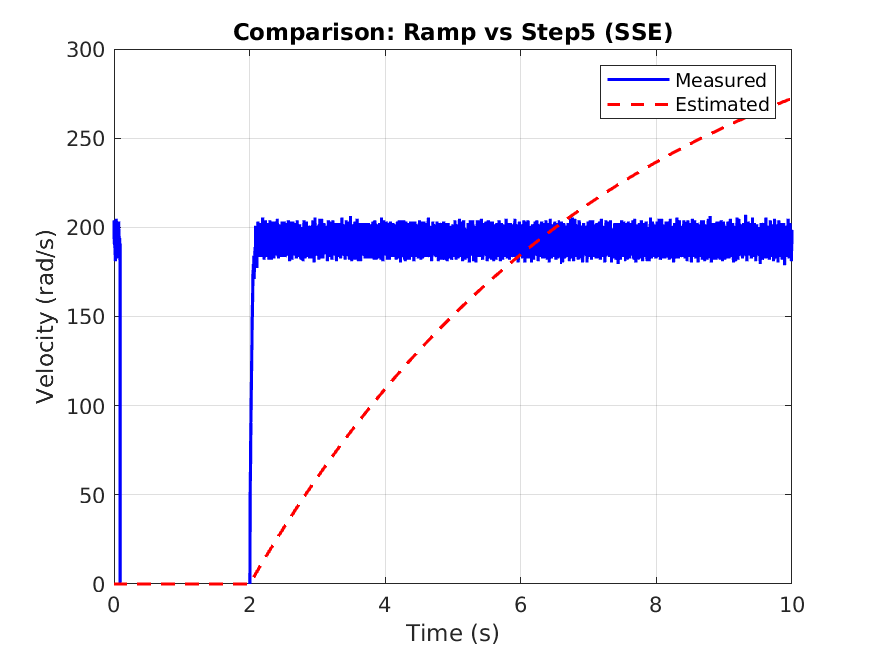 Comparison: Ramp vs Step5 (SSE)
300
250
200
150
100
50
0
Velocity (rad/s)
Measured
Estimated
0 2 4 6 8 10
Time (s)